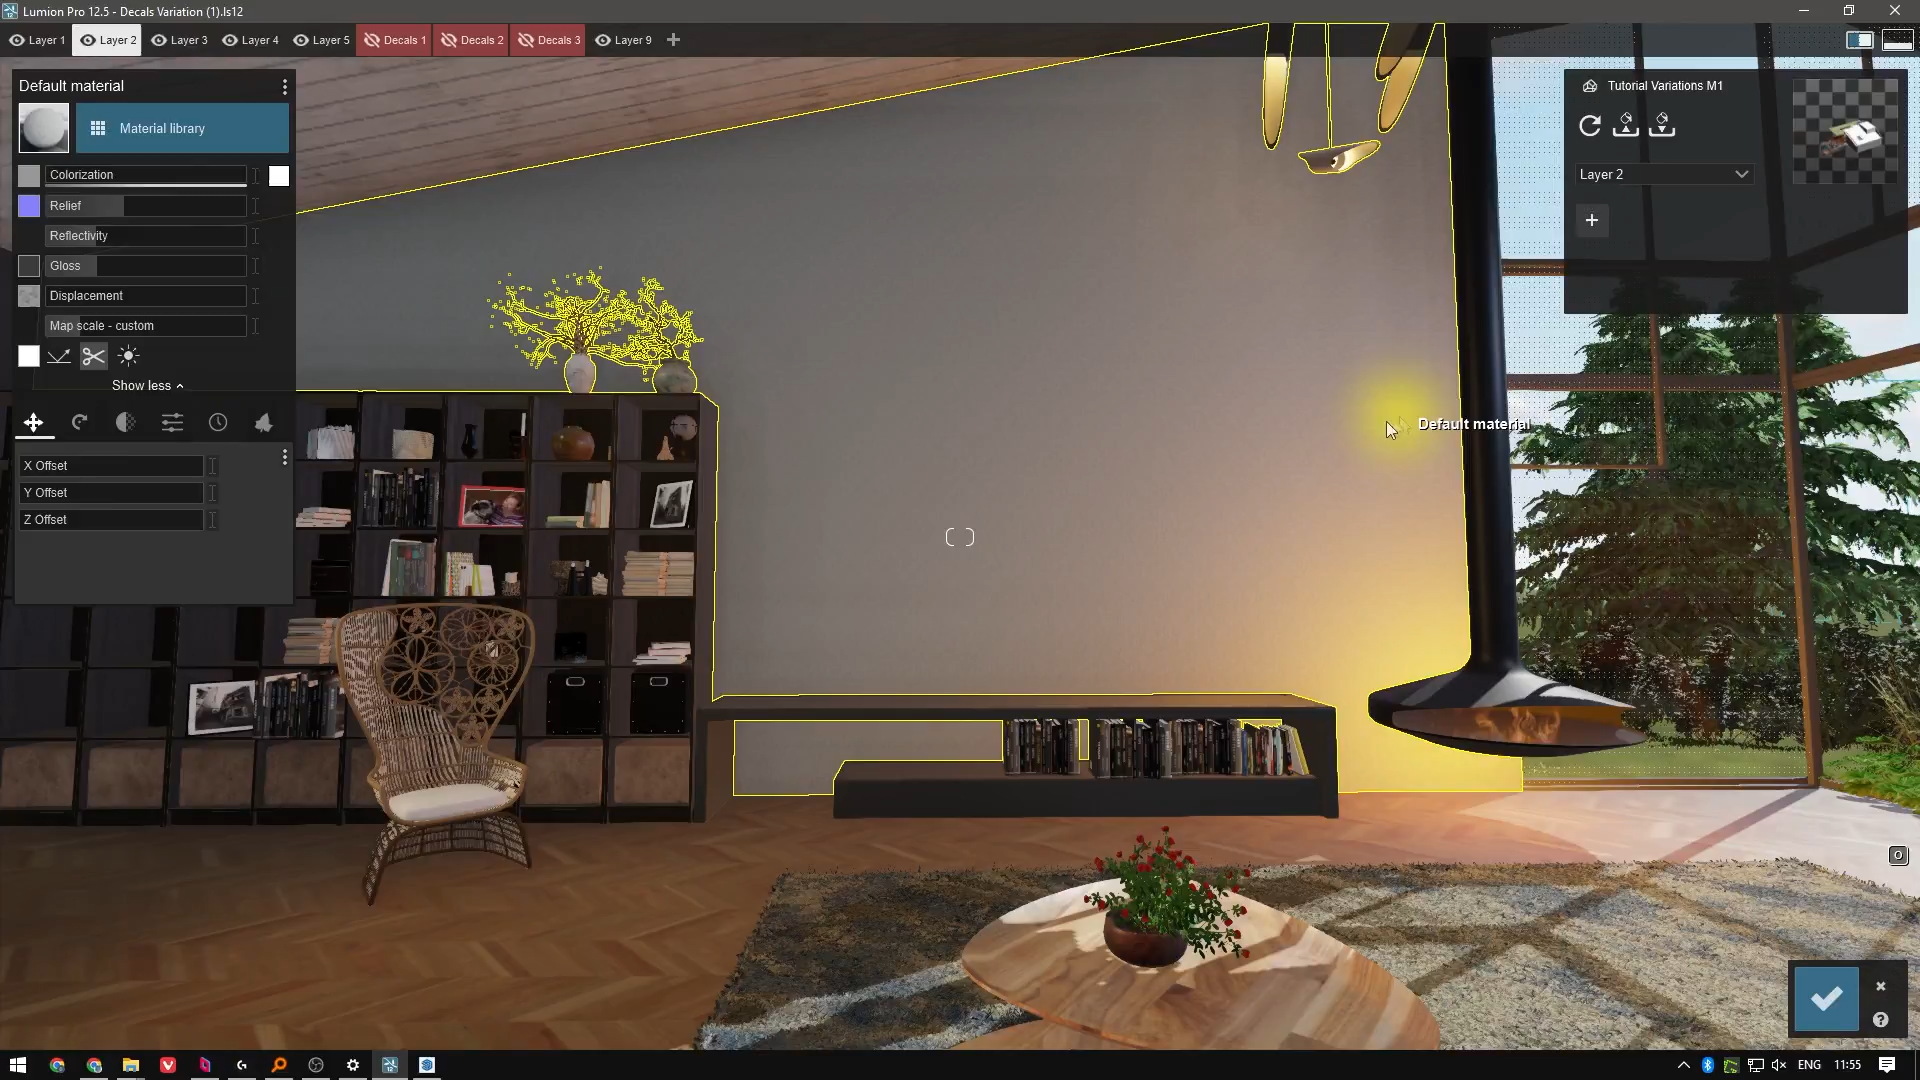 Lumion Pro 12.5 - Decals Variation (1).ls12
Layer 1
Layer 2
Layer 3
Layer 4
Layer 5
Decals 1
Decals 2
Decals 3
Layer 9
Default material
Material library
Colorization
Relief
Reflectivity
Gloss
Displacement
Map scale - custom
Show less
X Offset
Y Offset
Z Offset
Tutorial Variations M1
Layer 2
Default material
O
ENG
11:55